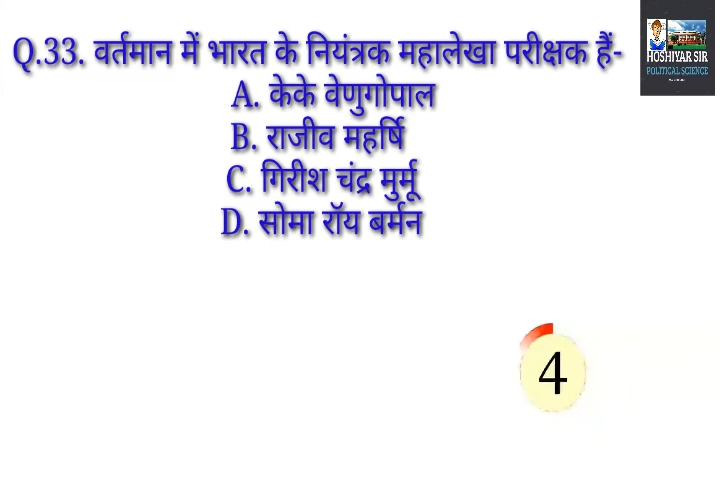 Q.33. वर्तमान में भारत के नियंत्रक महालेखा परीक्षक हैं-
A. केके वेणुगोपाल
B. राजीव महर्षि
C. गिरीश चंद्र मुर्मू
D. सोमा रॉय बर्मन
HOSHIYAR SIR
POLITICAL SCIENCE
4